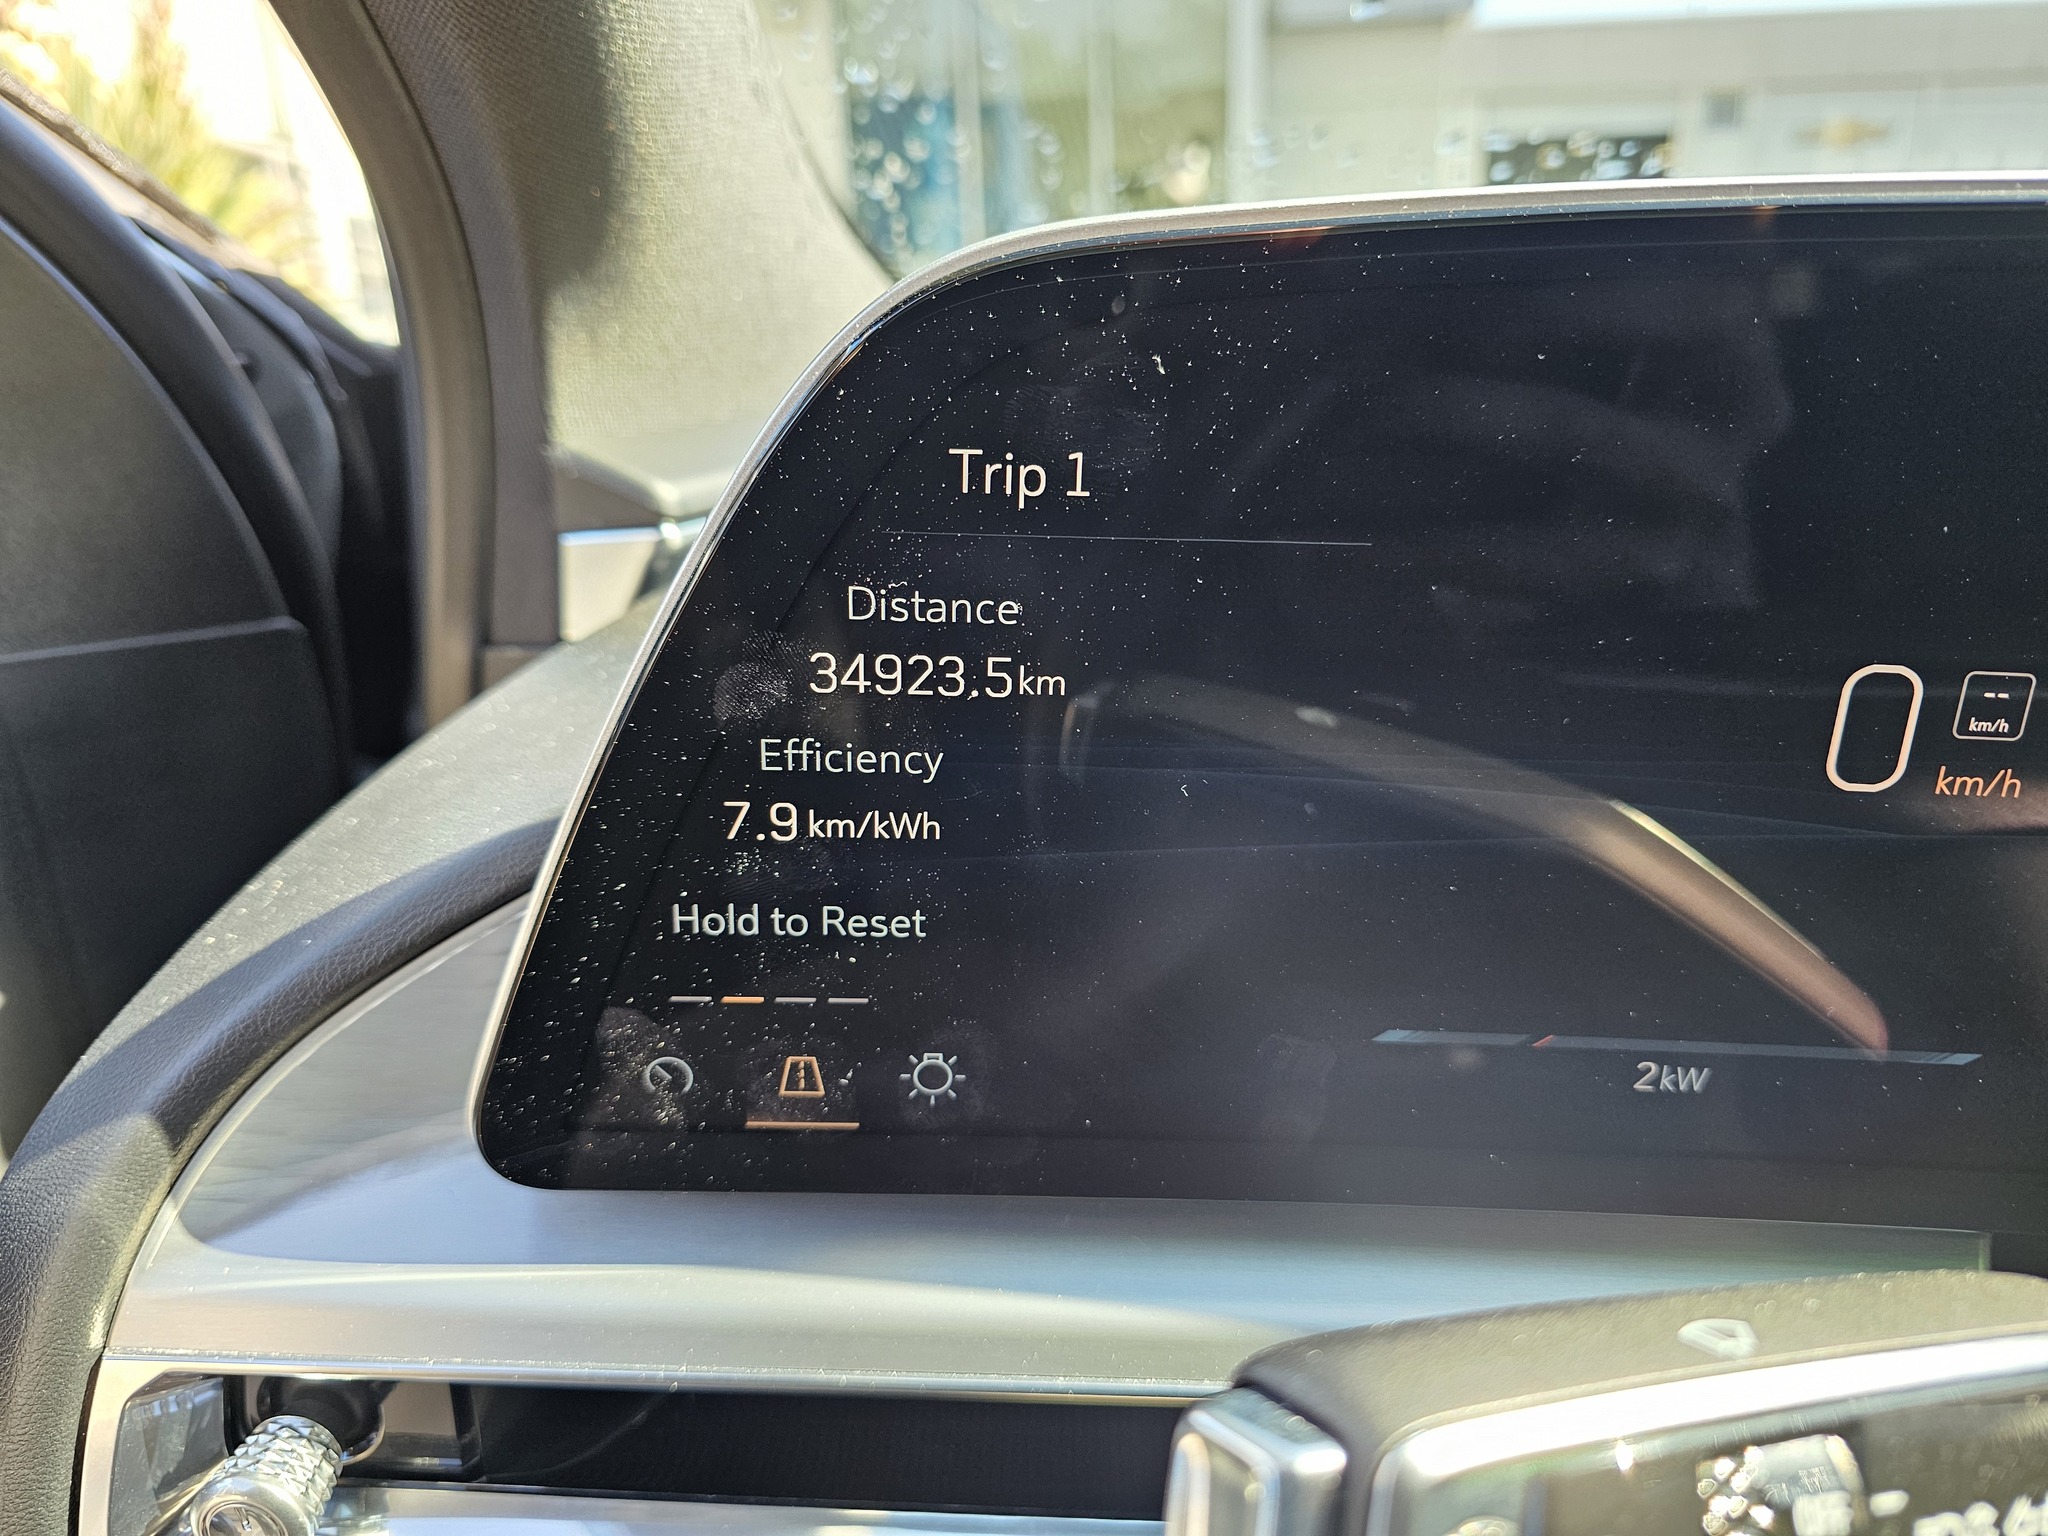 Trip 1
Distance
34923.5km
Efficiency
7.9 km/kWh
Hold to Reset
0
--
km/h
km/h
2kW